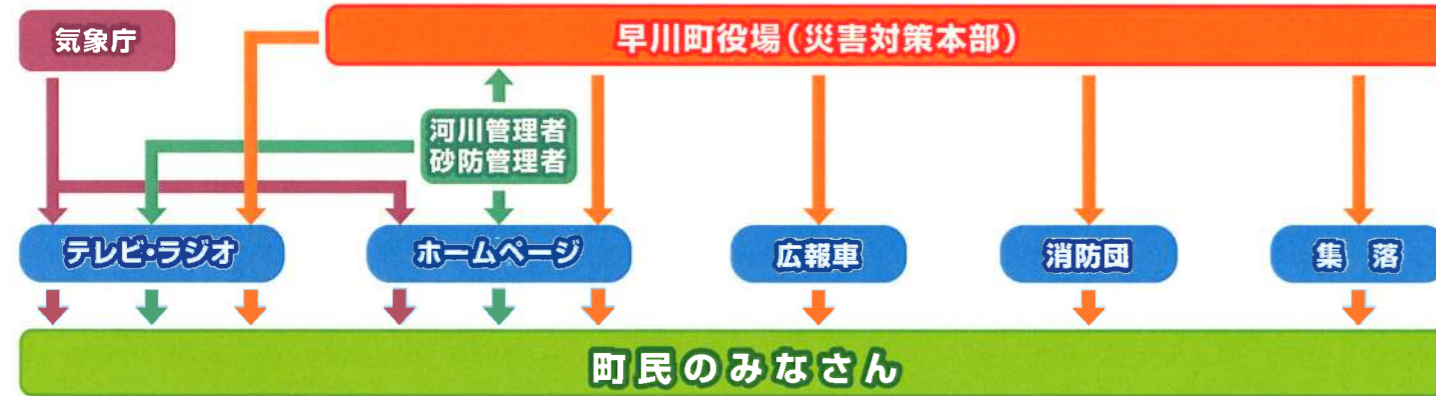 気象庁
早川町役場(災害対策本部)
河川管理者
砂防管理者
テレビ・ラジオ
ホームページ
広報車
消防団
集 落
町民のみなさん